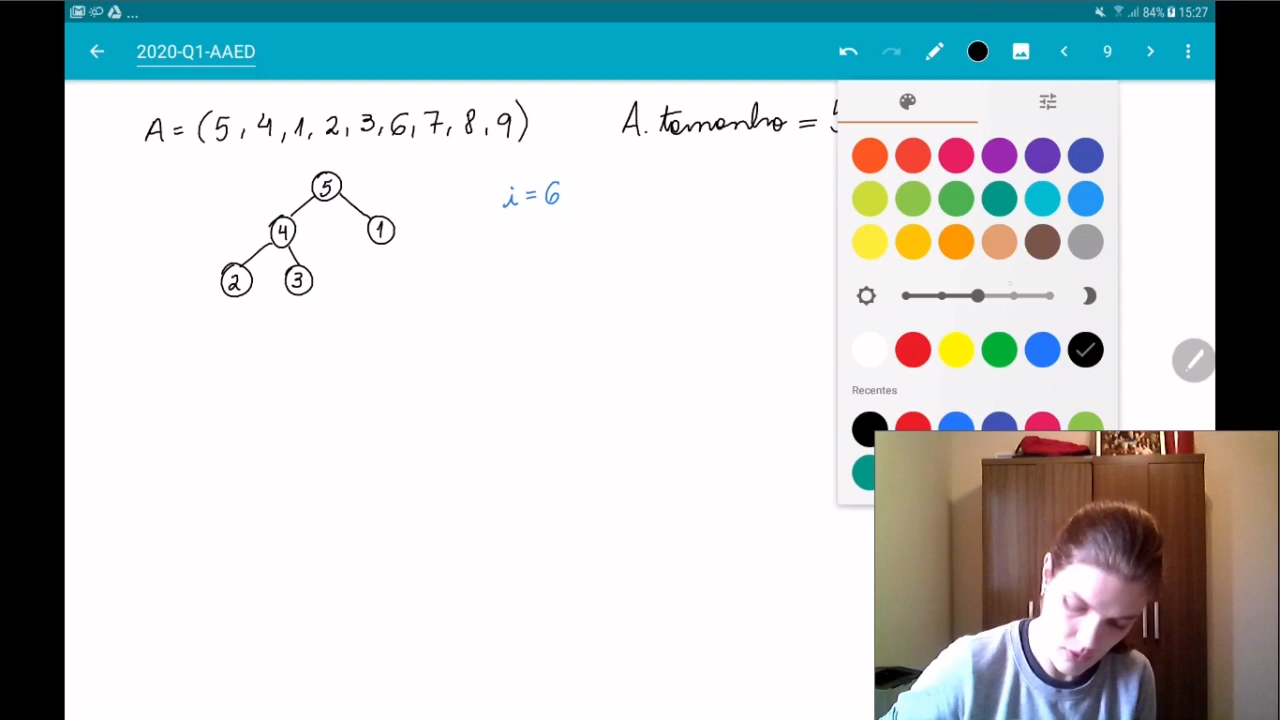 ... 84% 15:27
2020-Q1-AAED
9
A = (5, 4, 1, 2, 3, 6, 7, 8, 9) A. tamanho = 5
i = 6
5
4 1
2 3
Recentes